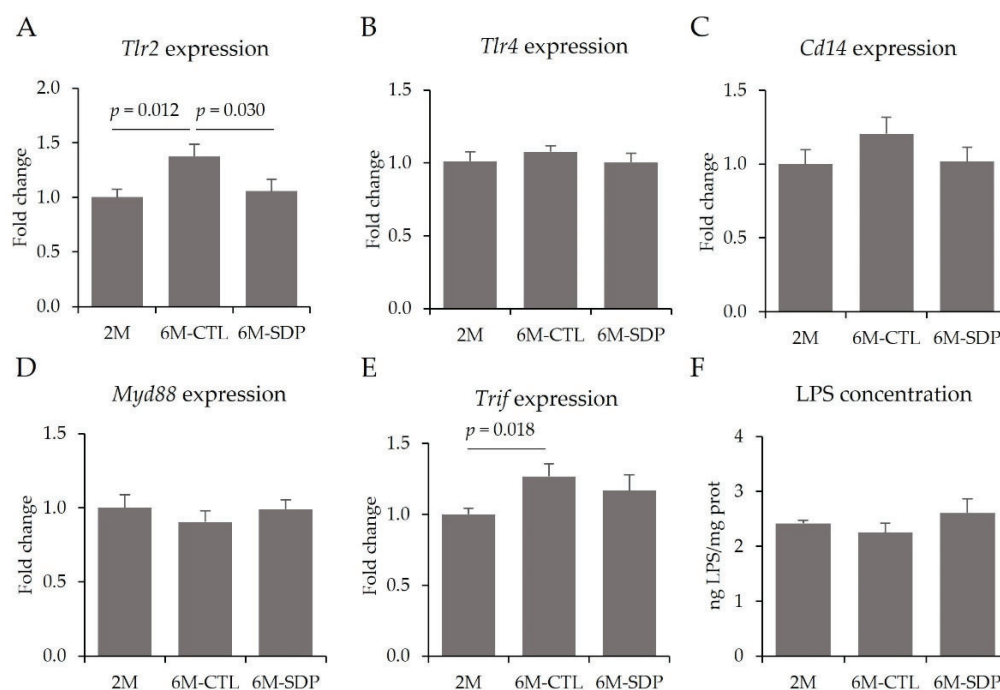 A
Tlr2 expression
2.0
p = 0.012
p = 0.030
1.5
1.0
0.5
0.0
Fold change
2M
6M-CTL
6M-SDP
B
Tlr4 expression
1.5
1.0
0.5
0.0
Fold change
2M
6M-CTL
6M-SDP
C
Cd14 expression
1.5
1.0
0.5
0.0
Fold change
2M
6M-CTL
6M-SDP
D
Myd88 expression
1.5
1.0
0.5
0.0
Fold change
2M
6M-CTL
6M-SDP
E
Trif expression
p = 0.018
1.5
1.0
0.5
0.0
Fold change
2M
6M-CTL
6M-SDP
F
LPS concentration
4
3
2
1
0
ng LPS/mg prot
2M
6M-CTL
6M-SDP